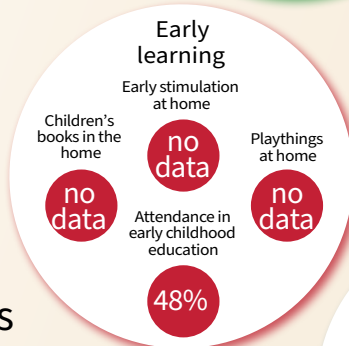 Early
learning
Early stimulation
at home
no
data
Children's
books in the
home
no
data
Playthings
at home
no
data
Attendance in
early childhood
education
48%
s